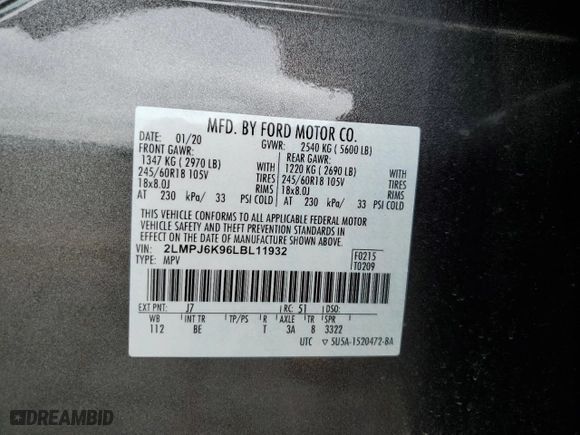 MFD. BY FORD MOTOR CO.
DATE: 01/20 GVWR: 2540 KG ( 5600 LB)
FRONT GAWR: REAR GAWR:
1347 KG ( 2970 LB) WITH 1220 KG ( 2690 LB) WITH
245/60R18 105V TIRES 245/60R18 105V TIRES
18x8.0J RIMS 18x8.0J RIMS
AT 230 kPa/ 33 PSI COLD AT 230 kPa/ 33 PSI COLD
THIS VEHICLE CONFORMS TO ALL APPLICABLE FEDERAL MOTOR
VEHICLE SAFETY AND THEFT PREVENTION STANDARDS IN
EFFECT ON THE DATE OF MANUFACTURE SHOWN ABOVE.
VIN: 2LMPJ6K96LBL11932 F0215
TYPE: MPV T0209
EXT PNT: J7 RC: 51 DSO:
WB INT TR TP/PS R AXLE TR SPR
112 BE T 3A 8 3322
UTC 5U5A-1520472-BA
DREAMBID